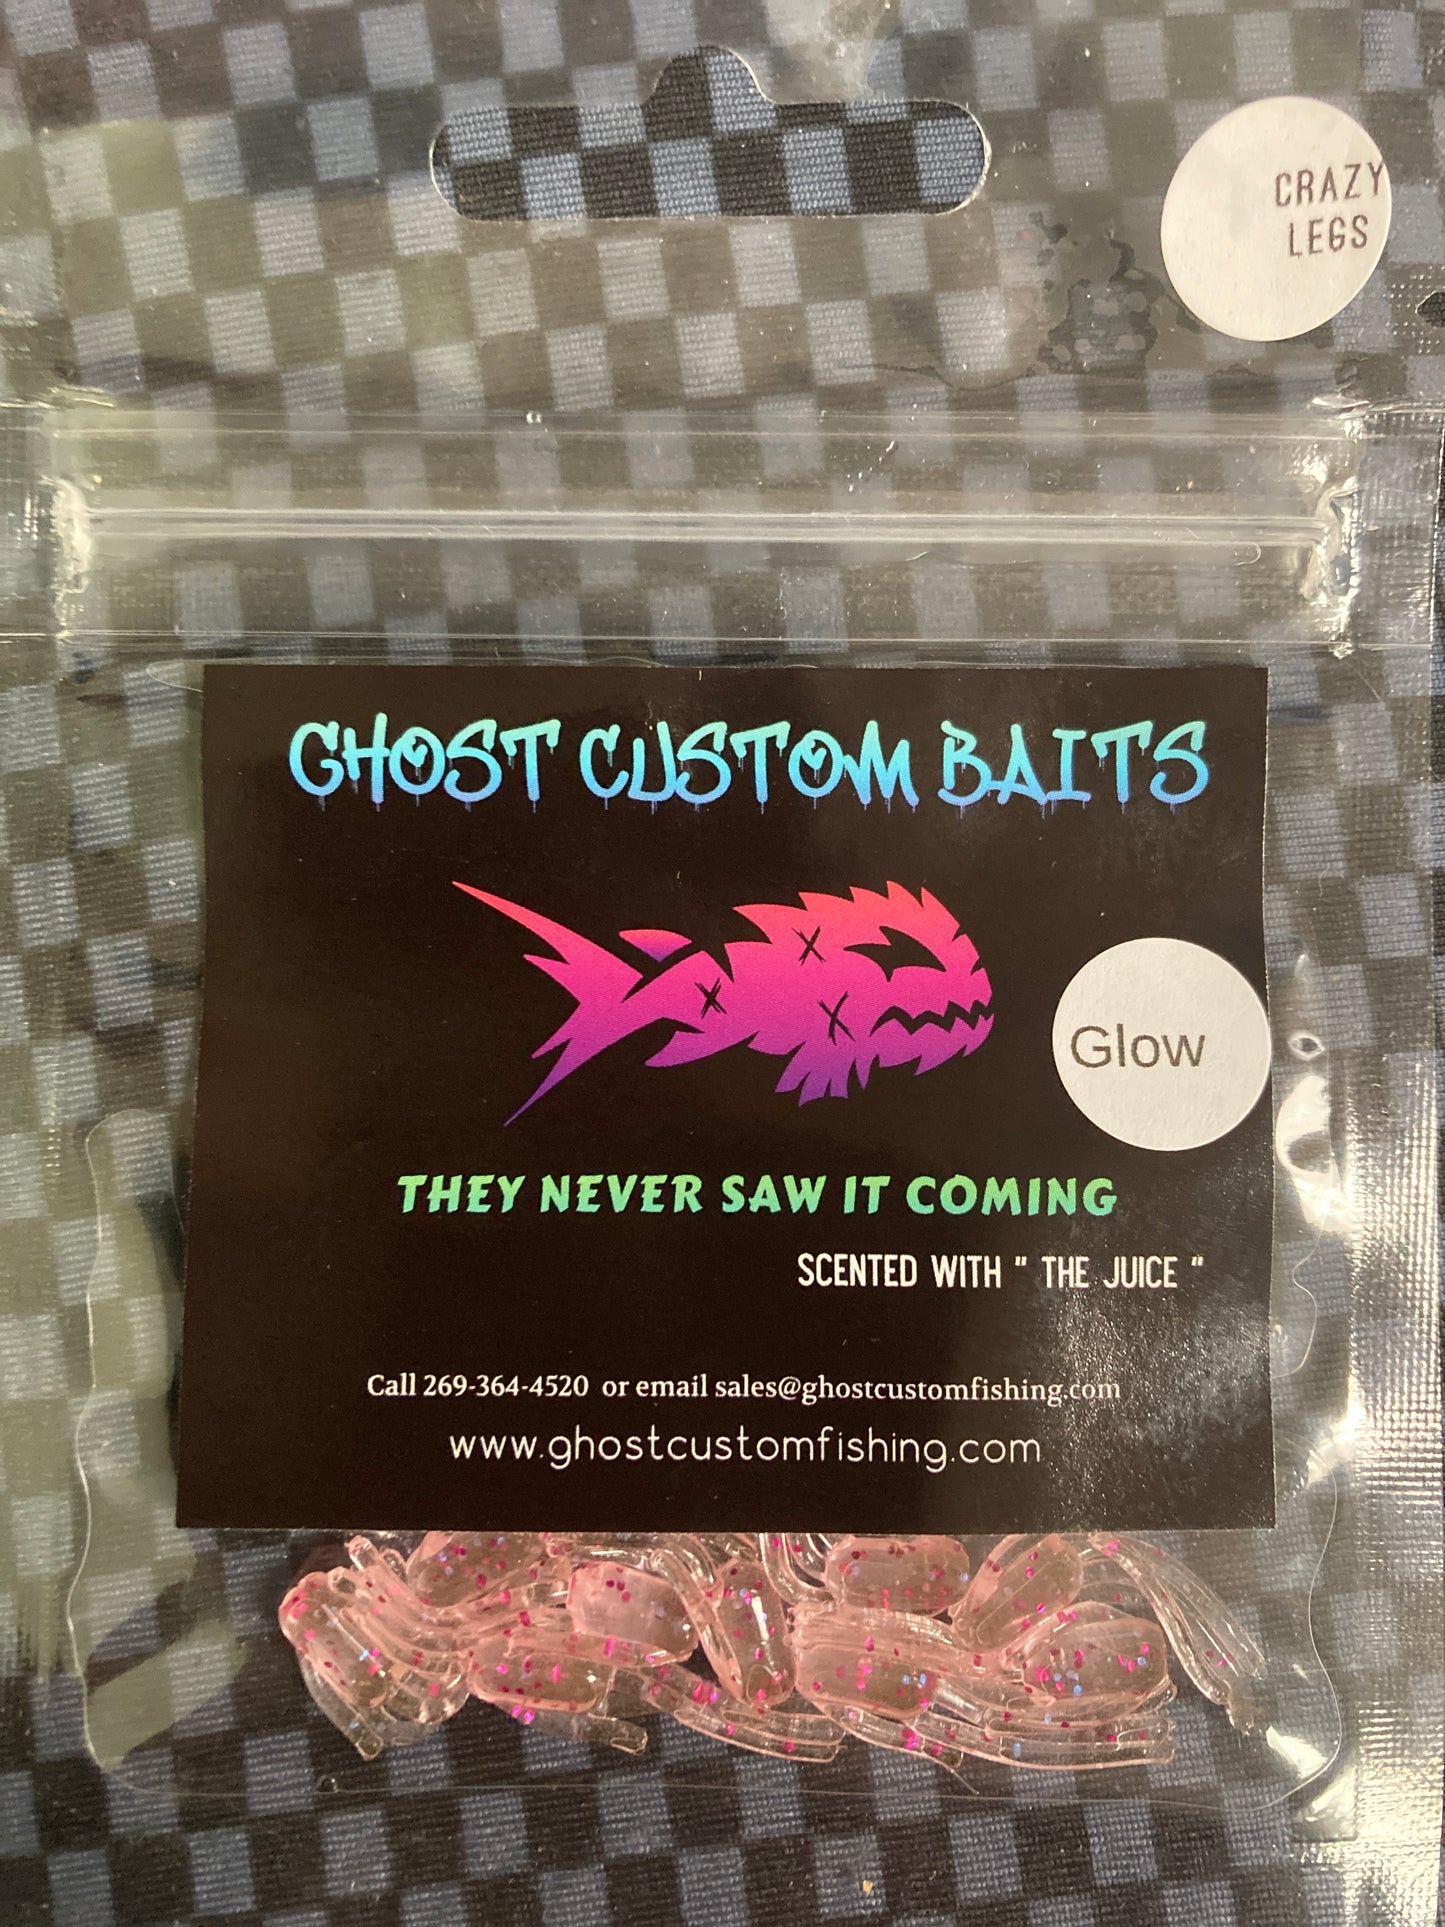 CRAZY
LEGS
GHOST CUSTOM BAITS
Glow
THEY NEVER SAW IT COMING
SCENTED WITH " THE JUICE "
Call 269-364-4520 or email sales@ghostcustomfishing.com
www.ghostcustomfishing.com